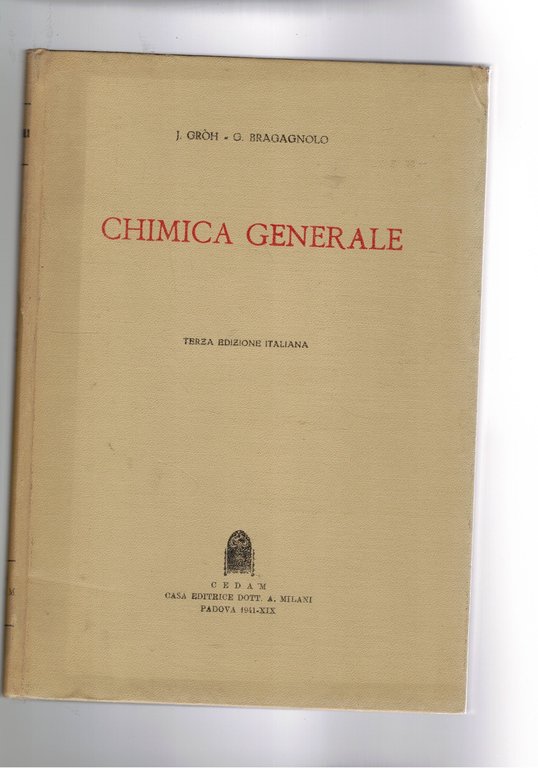 J. GRÒH - G. BRAGAGNOLO
CHIMICA GENERALE
TERZA EDIZIONE ITALIANA
CEDAM
CASA EDITRICE DOTT. A. MILANI
PADOVA 1941-XIX